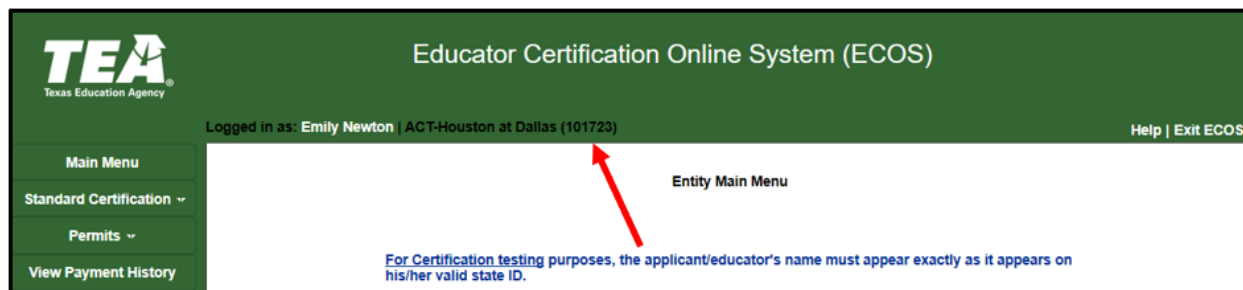 TEA
Texas Education Agency
Educator Certification Online System (ECOS)
Logged in as: Emily Newton | ACT-Houston at Dallas (101723)
Help | Exit ECOS
Main Menu
Standard Certification
Permits
View Payment History
Entity Main Menu
For Certification testing purposes, the applicant/educator's name must appear exactly as it appears on
his/her valid state ID.